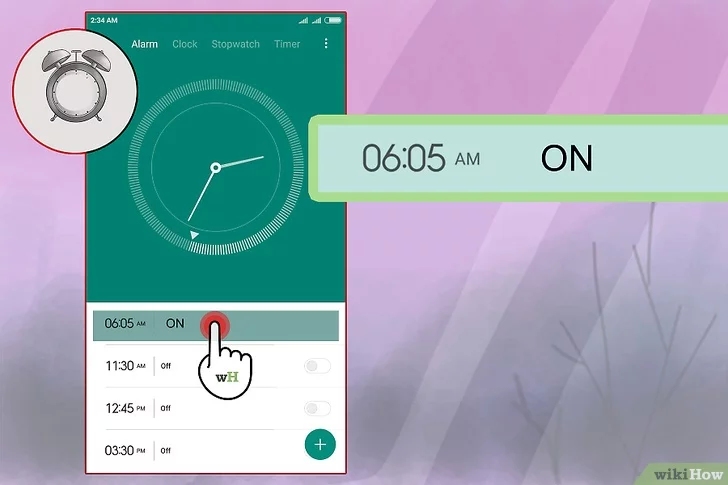 2:34 AM
Alarm Clock Stopwatch Timer
06:05 AM ON
06:05 AM ON
wH
11:30 AM Off
12:45 PM Off
03:30 PM Off
+
wikiHow